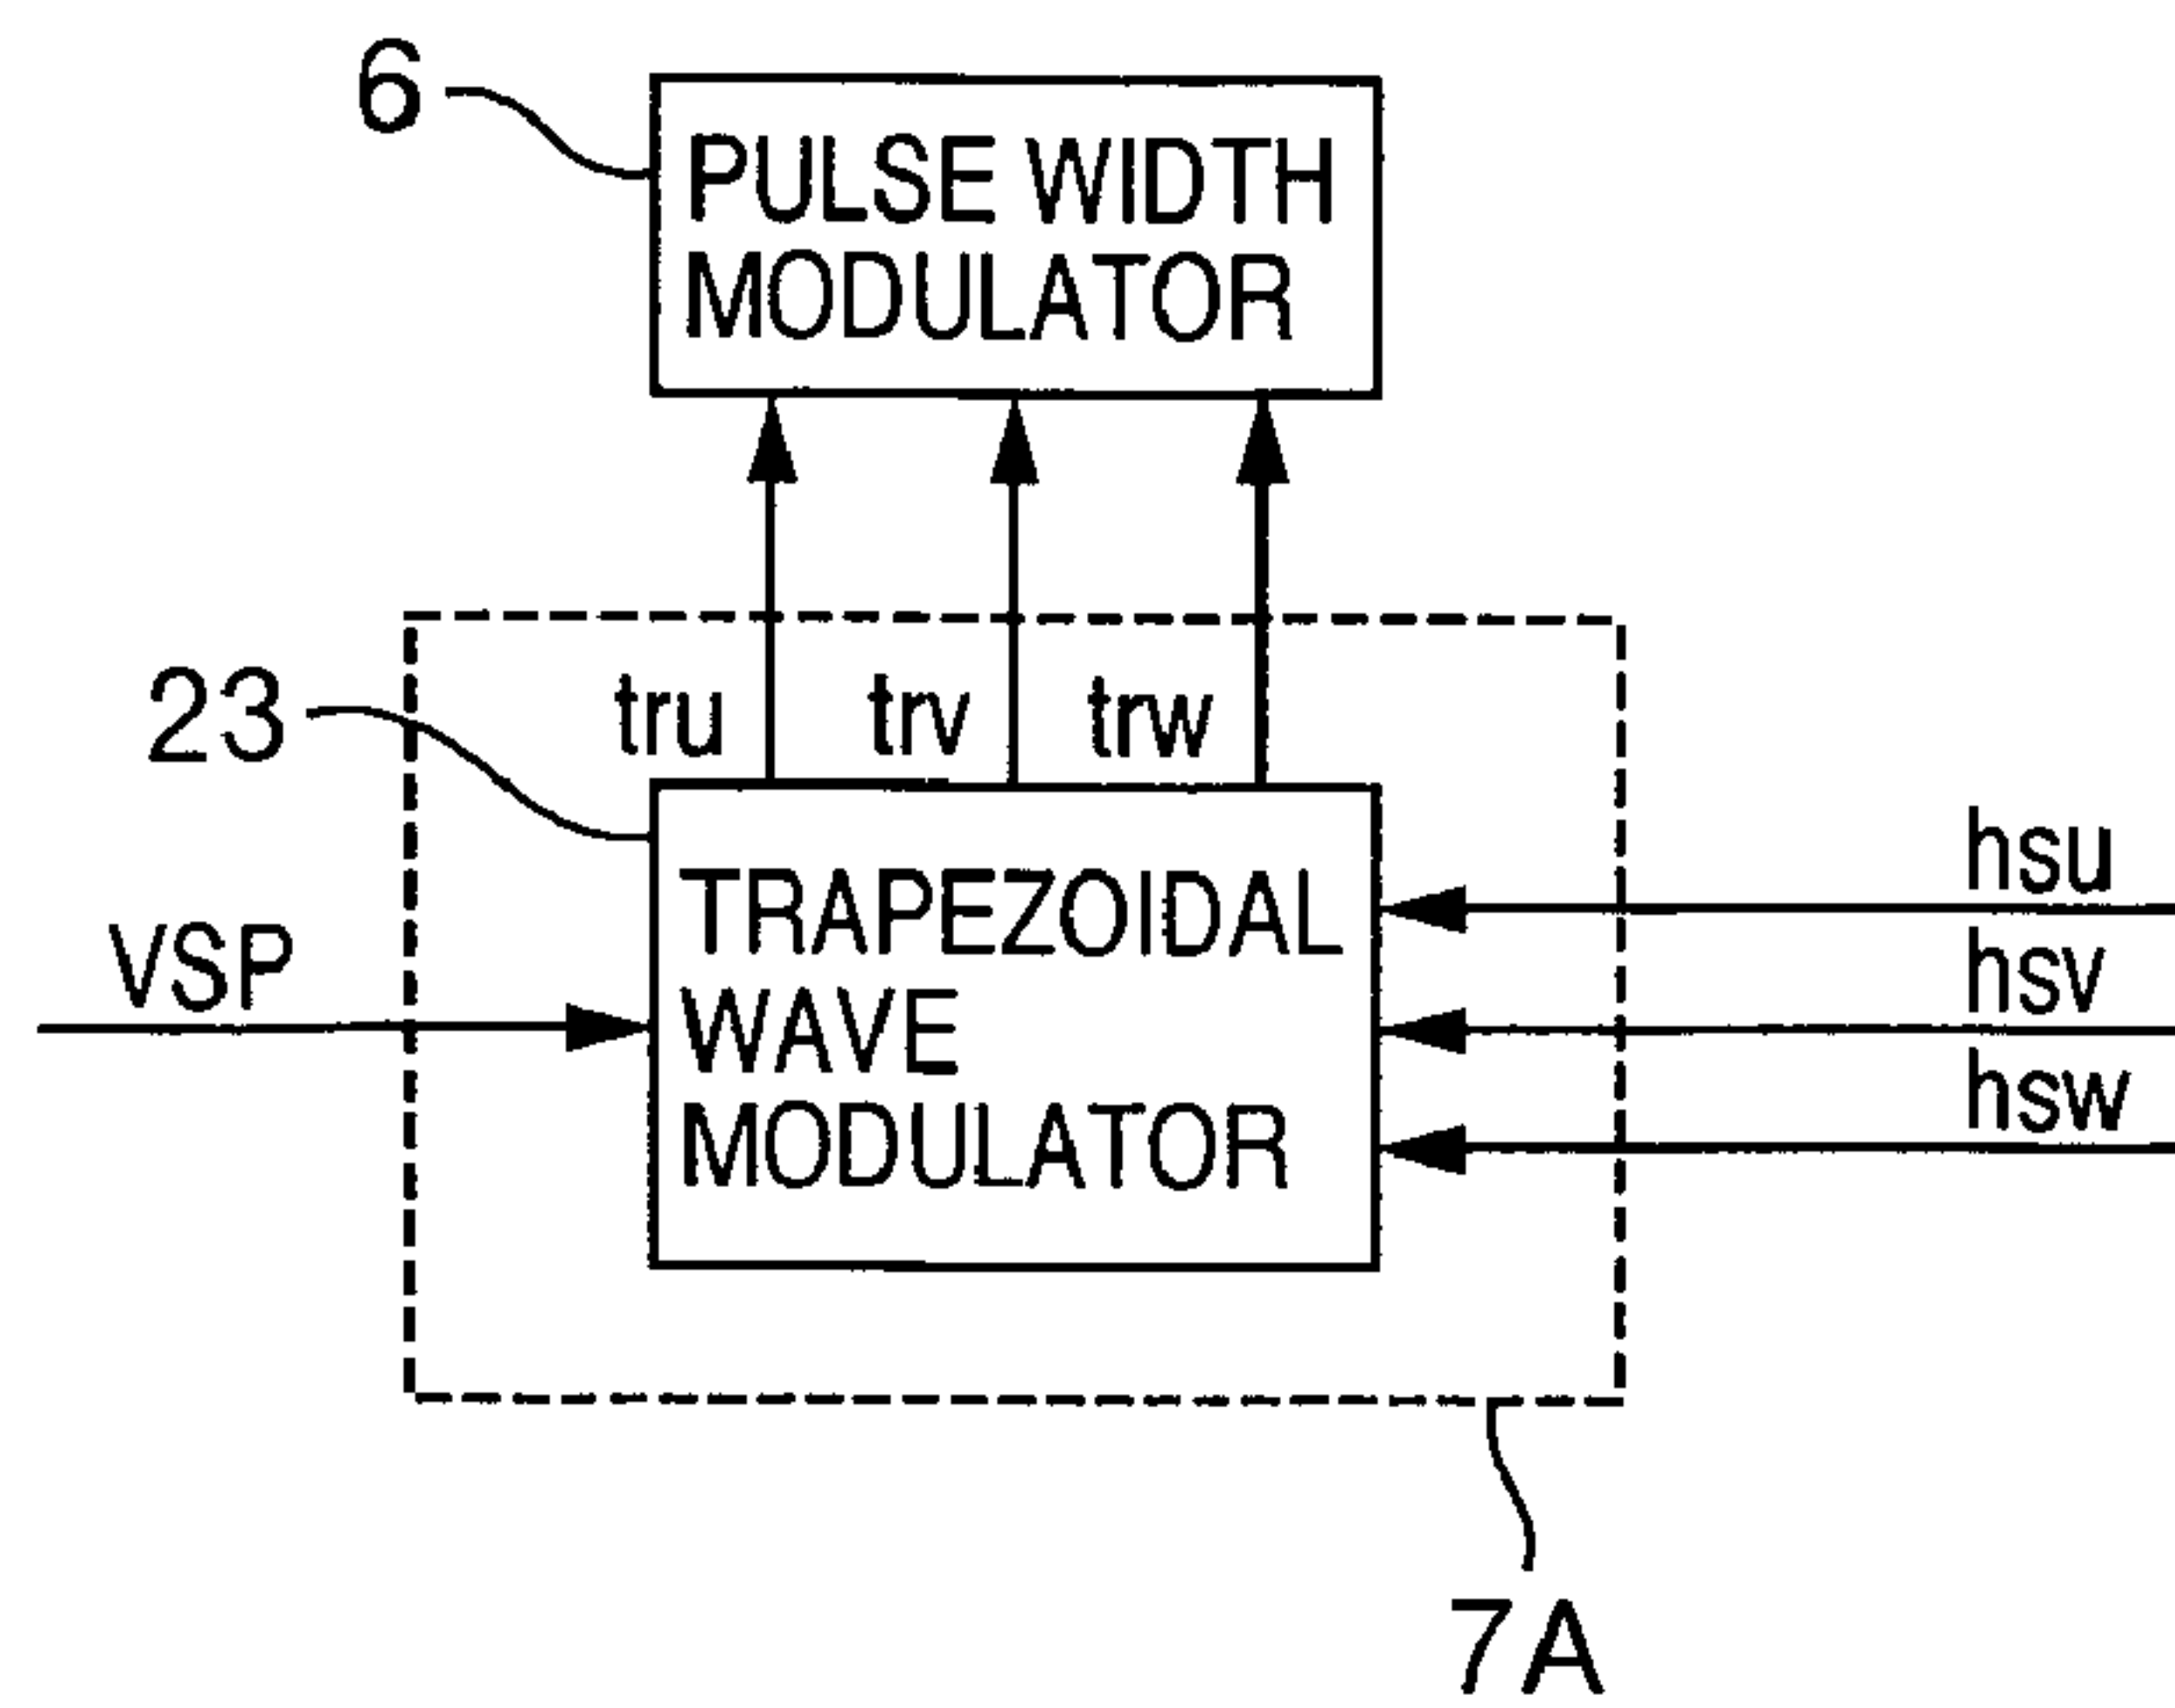 6
PULSE WIDTH
MODULATOR
23
tru trv trw
hsu
TRAPEZOIDAL
VSP
hsv
WAVE
hsw
MODULATOR
7A